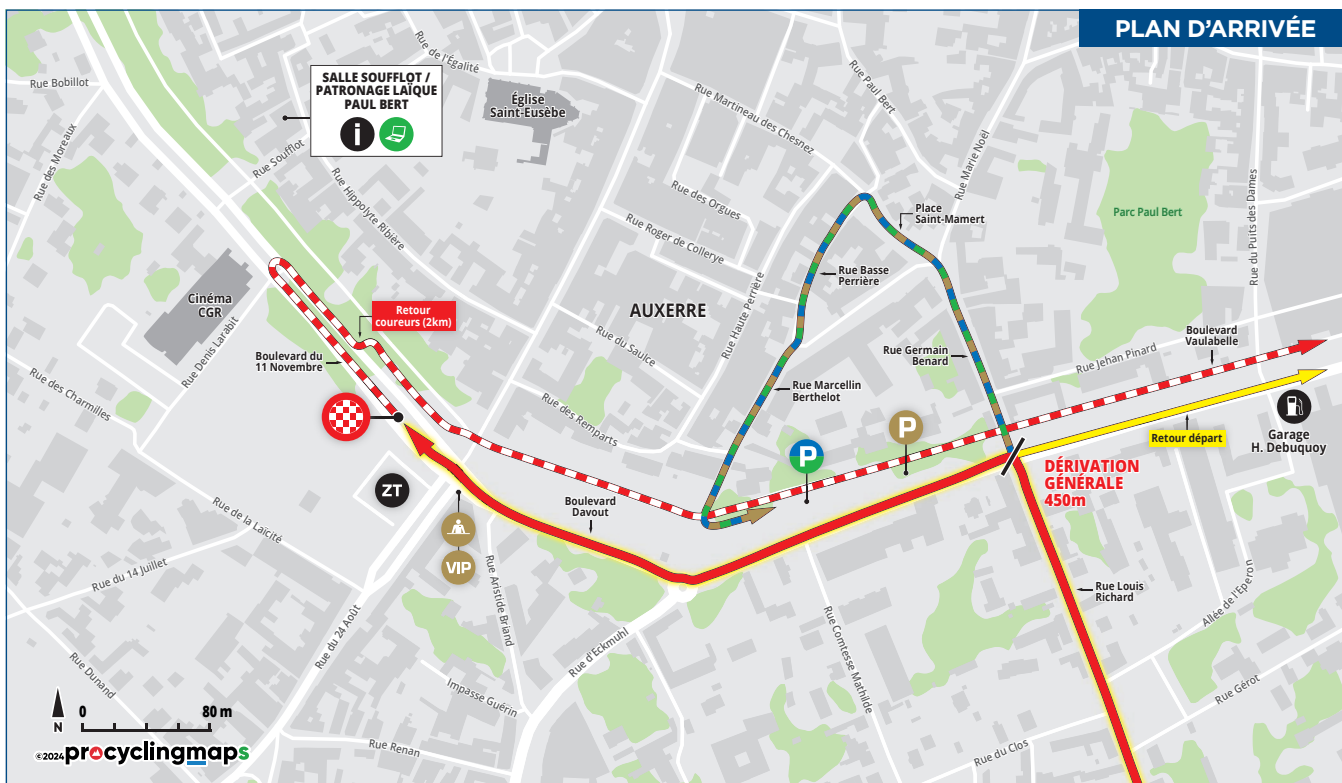 PLAN D'ARRIVÉE
Rue de l'Égalité
Rue Bobillot
SALLE SOUFFLOT /
PATRONAGE LAÏQUE
PAUL BERT
i
Église
Saint-Eusèbe
Rue Martineau des Chesnez
Rue Paul Bert
Rue des Moreaux
Rue Soufflot
Rue Hippolyte Ribière
Rue des Orgues
Rue Marie Noël
Place
Saint-Mamert
Parc Paul Bert
Rue du Puits des Dames
Rue Roger de Collerye
Rue Basse
Perrière
Cinéma
CGR
Retour
coureurs (2km)
AUXERRE
Rue Haute Perrière
Boulevard
Vaulabelle
Rue Denis Larabit
Boulevard du
11 Novembre
Rue du Saulce
Rue Germain
Benard
Rue Jehan Pinard
Rue des Charmilles
Rue Marcellin
Berthelot
Rue des Remparts
P
P
Retour départ
Garage
H. Debuquoy
DÉRIVATION
GÉNÉRALE
450m
ZT
Boulevard
Davout
VIP
Rue de la Laïcité
Rue du 14 Juillet
Rue Aristide Briand
Rue Louis
Richard
Allée de l'Eperon
Rue du 24 Août
Rue d'Eckmuhl
Rue Comtesse Mathilde
Rue Dunand
Impasse Guérin
Rue Gérot
N
0 80 m
Rue Renan
Rue du Clos
©2024 procyclingmaps